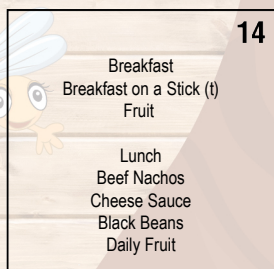 14
Breakfast
Breakfast on a Stick (t)
Fruit
Lunch
Beef Nachos
Cheese Sauce
Black Beans
Daily Fruit